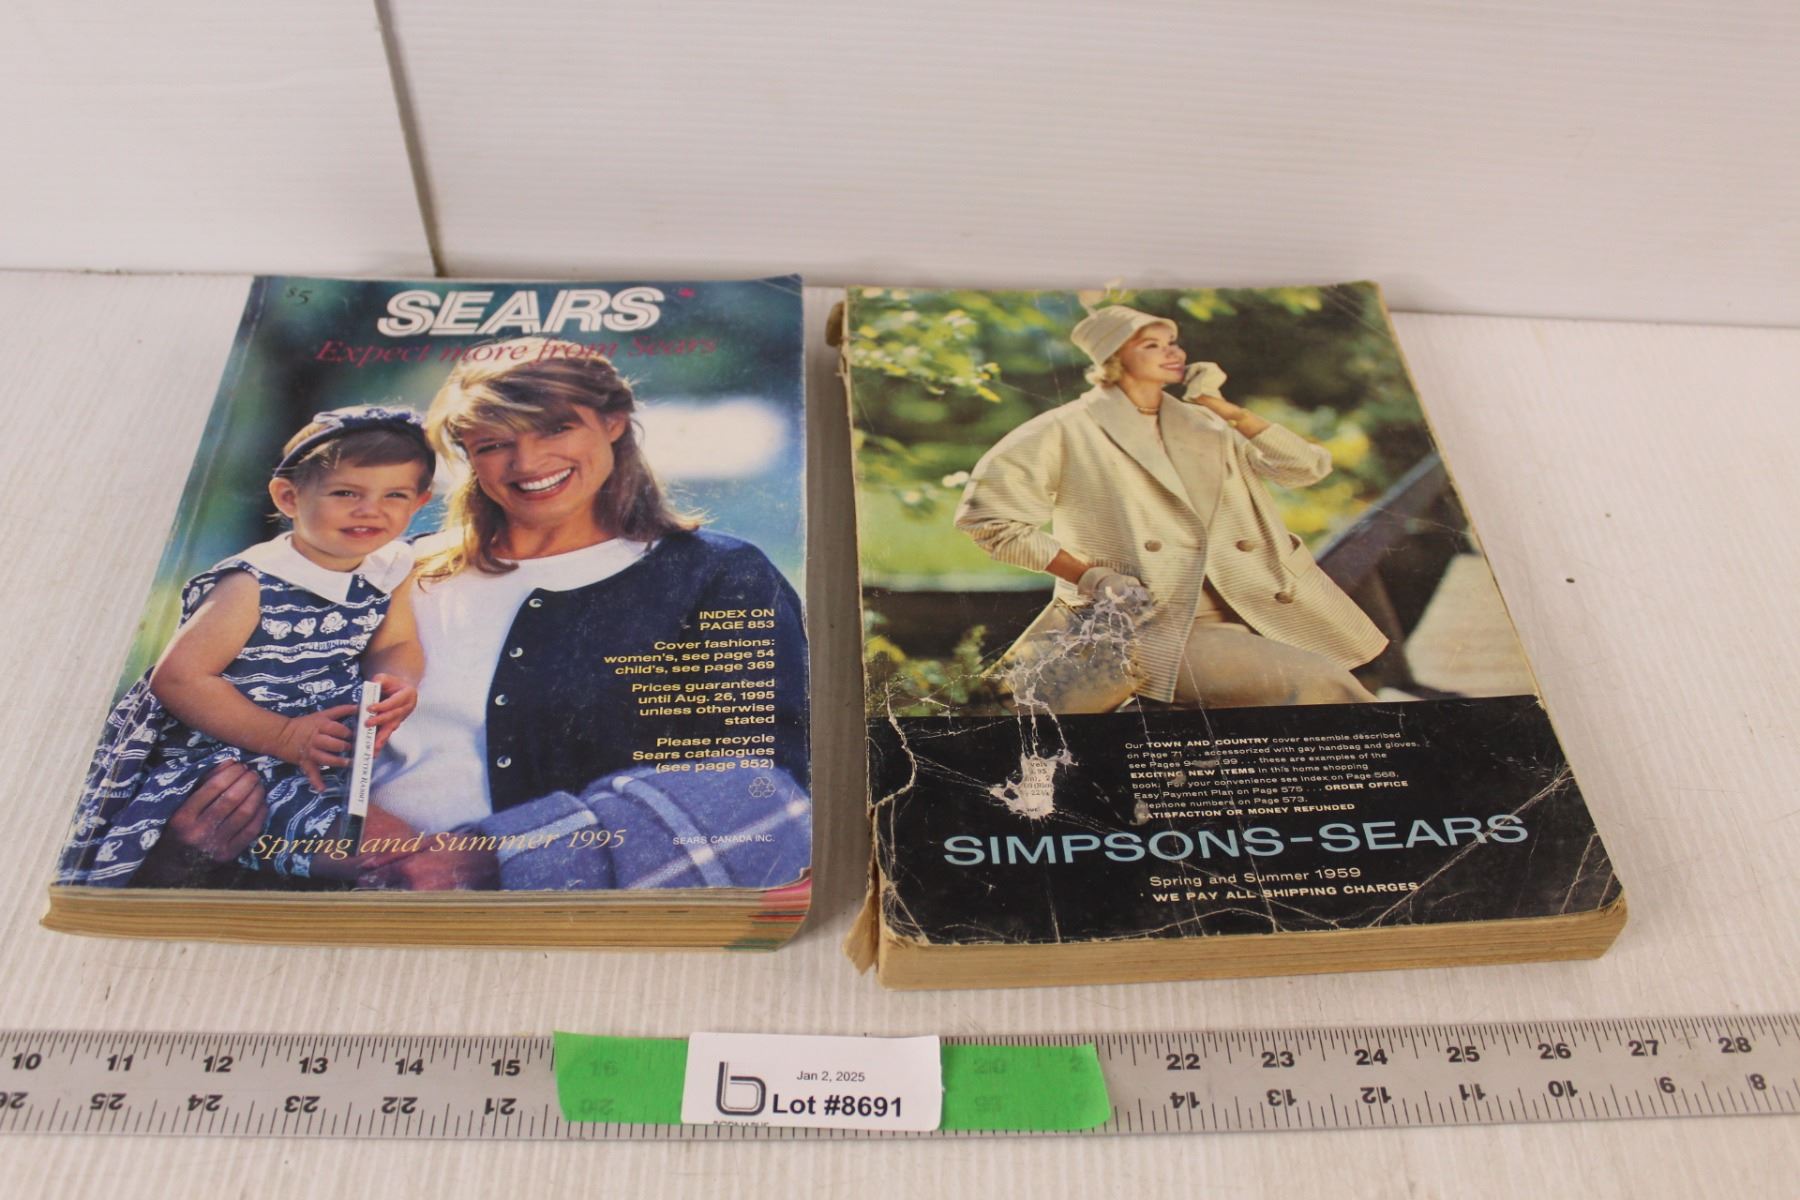 $5
SEARS
Expect more from Sears
INDEX ON
PAGE 853
Cover fashions:
women's, see page 54
child's, see page 369
Prices guaranteed
until Aug. 26, 1995
unless otherwise
stated
Please recycle
Sears catalogues
(see page 852)
Spring and Summer 1995
SEARS CANADA INC.
Our TOWN AND COUNTRY cover ensemble described
on Page 71 . . . accessorized with gay handbag and gloves,
see Pages 99 . . . these are examples of the
EXCITING NEW ITEMS in this home shopping
book. For your convenience see Index on Page 568,
Easy Payment Plan on Page 575 . . . ORDER OFFICE
telephone numbers on Page 573.
SATISFACTION OR MONEY REFUNDED
SIMPSONS-SEARS
Spring and Summer 1959
WE PAY ALL SHIPPING CHARGES
10 11 12 13 14 15 16 20 22 23 24 25 26 27 28
26 25 24 23 22 21 20 14 13 12 11 10 9 8
Jan 2, 2025
b Lot #8691